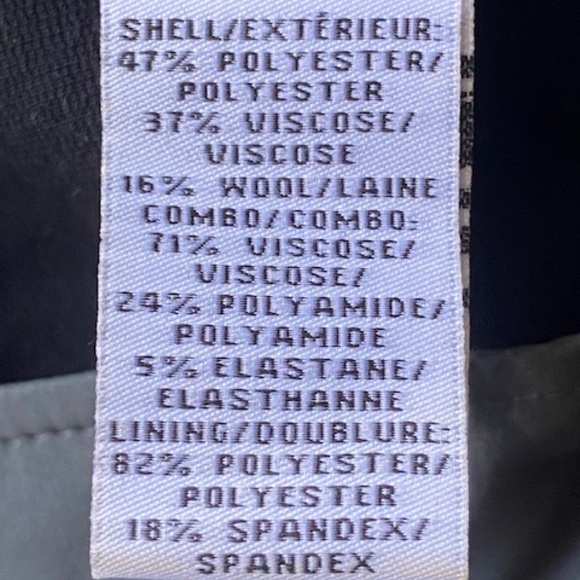 SHELL/EXTÉRIEUR:
47% POLYESTER/
POLYESTER
37% VISCOSE/
VISCOSE
16% WOOL/LAINE
COMBO/COMBO:
71% VISCOSE/
VISCOSE/
24% POLYAMIDE/
POLYAMIDE
5% ELASTANE/
ELASTHANNE
LINING/DOUBLURE:
82% POLYESTER/
POLYESTER
18% SPANDEX/
SPANDEX